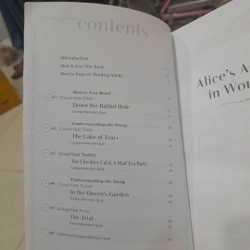 contents
Introduction
How to Use This Book
How to Improve Reading Skills
Before You Read
CHAPTER ONE
Down the Rabbit Hole
Comprehension Quiz
Understanding the Story
CHAPTER TWO
The Lake of Tears
Comprehension Quiz
CHAPTER THREE
The Cheshire Cat & A Mad Tea Party
Comprehension Quiz
Understanding the Story
CHAPTER FOUR
In the Queen's Garden
Comprehension Quiz
CHAPTER FIVE
The Trial
Comprehension Quiz
Alice's A
in Won